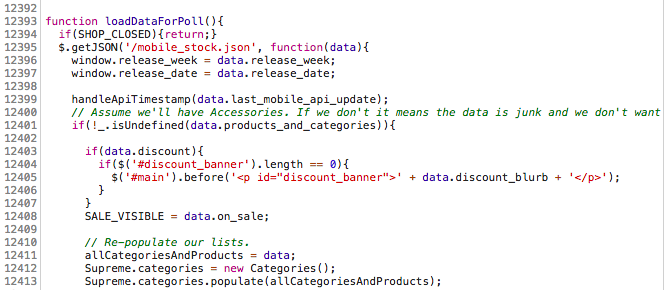 12392
12393 function loadDataForPoll(){
12394 if(SHOP_CLOSED){return;}
12395 $.getJSON('/mobile_stock.json', function(data){
12396 window.release_week = data.release_week;
12397 window.release_date = data.release_date;
12398
12399 handleApiTimestamp(data.last_mobile_api_update);
12400 // Assume we'll have Accessories. If we don't it means the data is junk and we don't want
12401 if(!_.isUndefined(data.products_and_categories)){
12402
12403 if(data.discount){
12404 if($('#discount_banner').length == 0){
12405 $('#main').before('<p id="discount_banner">' + data.discount_blurb + '</p>');
12406 }
12407 }
12408 SALE_VISIBLE = data.on_sale;
12409
12410 // Re-populate our lists.
12411 allCategoriesAndProducts = data;
12412 Supreme.categories = new Categories();
12413 Supreme.categories.populate(allCategoriesAndProducts);